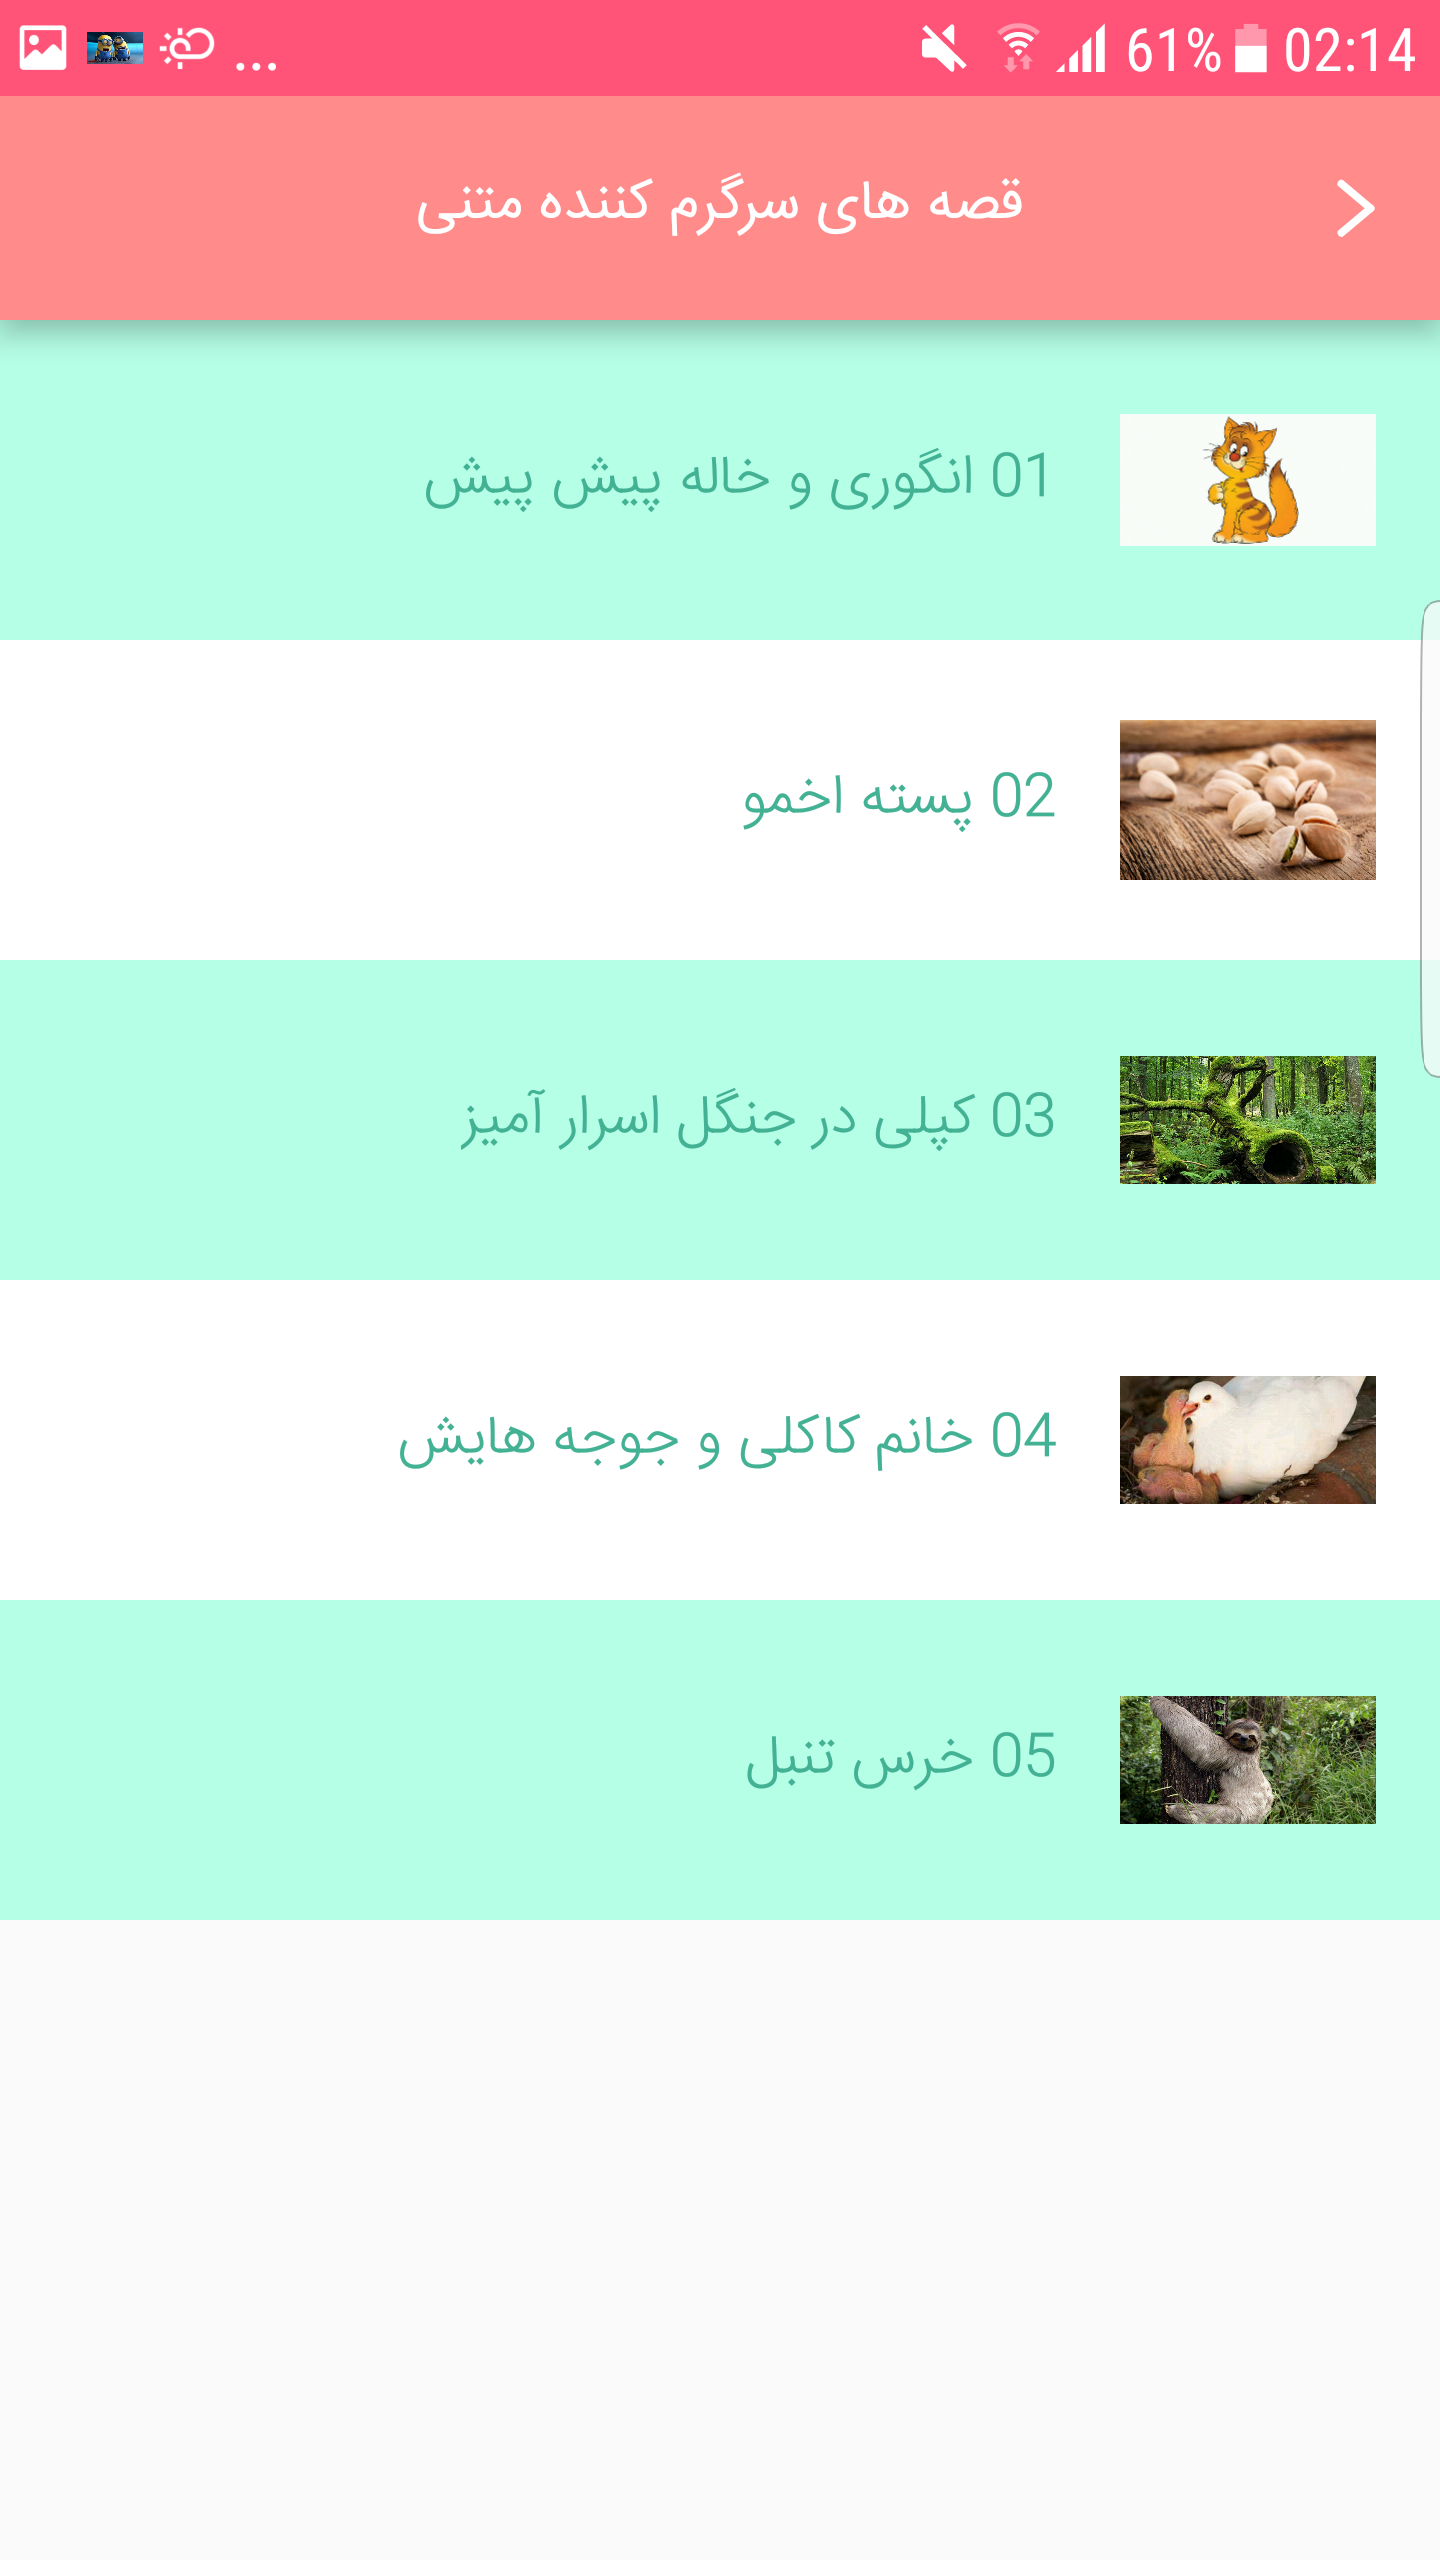 ... 61% 02:14
قصه های سرگرم کننده متنی
01 انگوری و خاله پیش پیش
02 پسته اخمو
03 کپلی در جنگل اسرار آمیز
04 خانم کاکلی و جوجه هایش
05 خرس تنبل